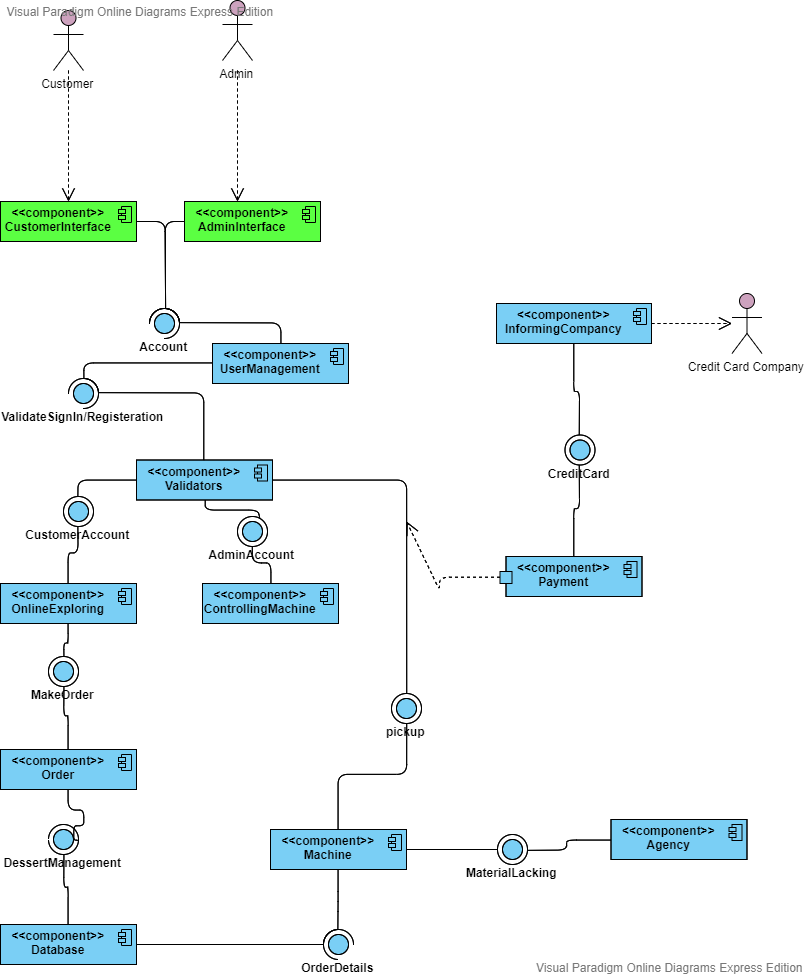 Visual Paradigm Online Diagrams Express Edition
Customer
Admin
<<component>>
CustomerInterface
<<component>>
AdminInterface
<<component>>
InformingCompancy
Credit Card Company
Account
<<component>>
UserManagement
ValidateSignIn/Registeration
<<component>>
Validators
CreditCard
CustomerAccount
AdminAccount
<<component>>
Payment
<<component>>
OnlineExploring
<<component>>
ControllingMachine
MakeOrder
pickup
<<component>>
Order
<<component>>
Machine
<<component>>
Agency
DessertManagement
MaterialLacking
<<component>>
Database
OrderDetails
Visual Paradigm Online Diagrams Express Edition